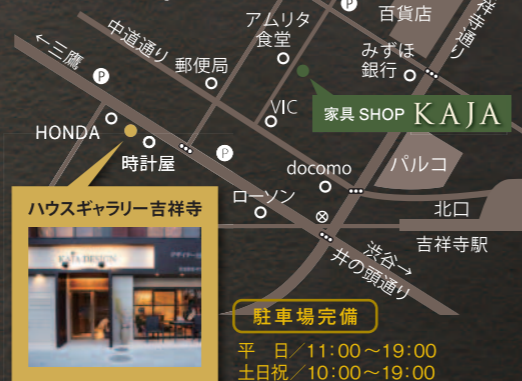 アムリタ
食堂
P
百貨店
吉祥寺通り
中道通り
←三鷹
P
郵便局
みずほ
銀行
家具 SHOP KAJA
VIC
HONDA
時計屋
P
docomo
パルコ
ローソン
北口
吉祥寺駅
ハウスギャラリー吉祥寺
KAJA DESIGN
渋谷→
井の頭通り
駐車場完備
平 日/11:00〜19:00
土日祝/10:00〜19:00